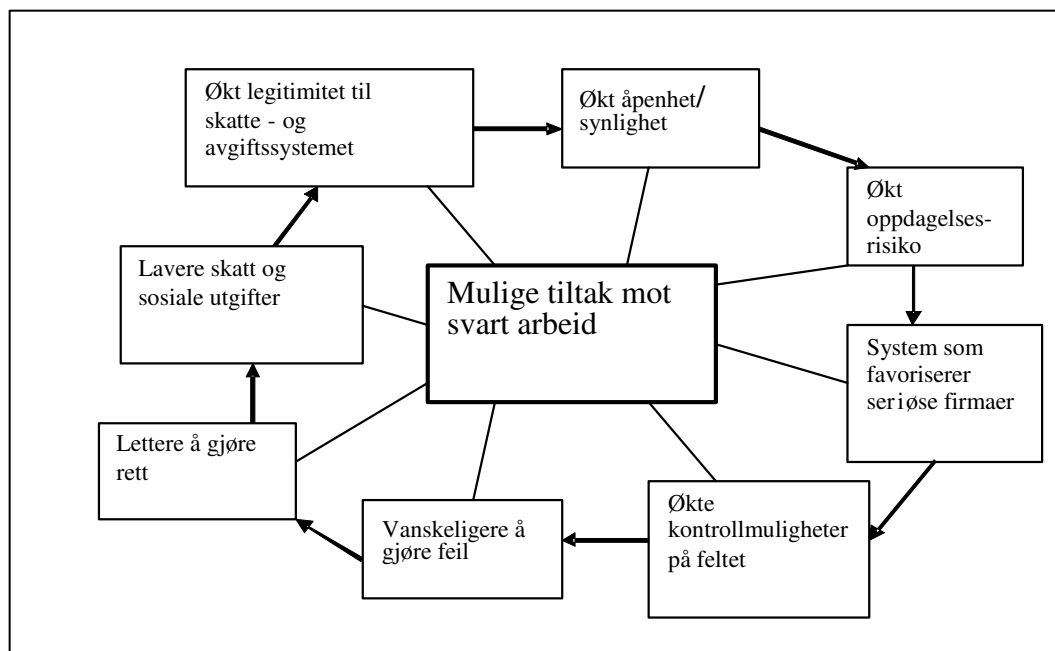 Økt legitimitet til
skatte - og
avgiftssystemet
Økt åpenhet/
synlighet
Økt
oppdagelses-
risiko
Lavere skatt og
sosiale utgifter
Mulige tiltak mot
svart arbeid
System som
favoriserer
seriøse firmaer
Lettere å gjøre
rett
Vanskeligere å
gjøre feil
Økte
kontrollmuligheter
på feltet